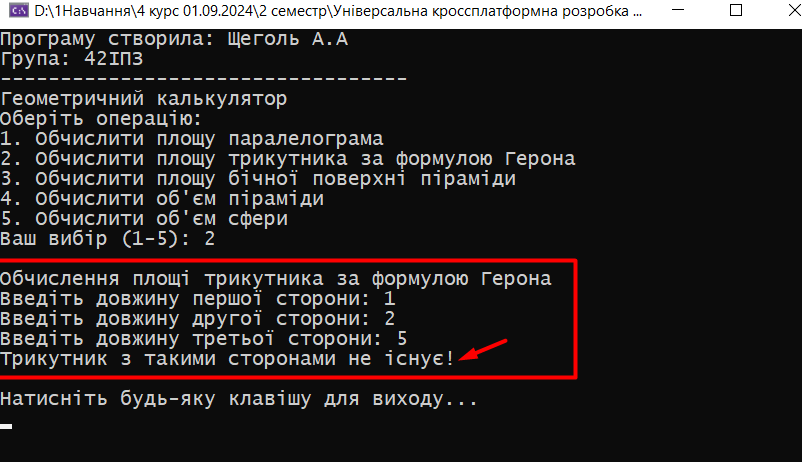 D:\1Навчання\4 курс 01.09.2024\2 семестр\Універсальна кроссплатформна розробка ...
Програму створила: Щеголь А.А
Група: 42ІПЗ
----------------------------------
Геометричний калькулятор
Оберіть операцію:
1. Обчислити площу паралелограма
2. Обчислити площу трикутника за формулою Герона
3. Обчислити площу бічної поверхні піраміди
4. Обчислити об'єм піраміди
5. Обчислити об'єм сфери
Ваш вибір (1-5): 2
Обчислення площі трикутника за формулою Герона
Введіть довжину першої сторони: 1
Введіть довжину другої сторони: 2
Введіть довжину третьої сторони: 5
Трикутник з такими сторонами не існує!
Натисніть будь-яку клавішу для виходу...